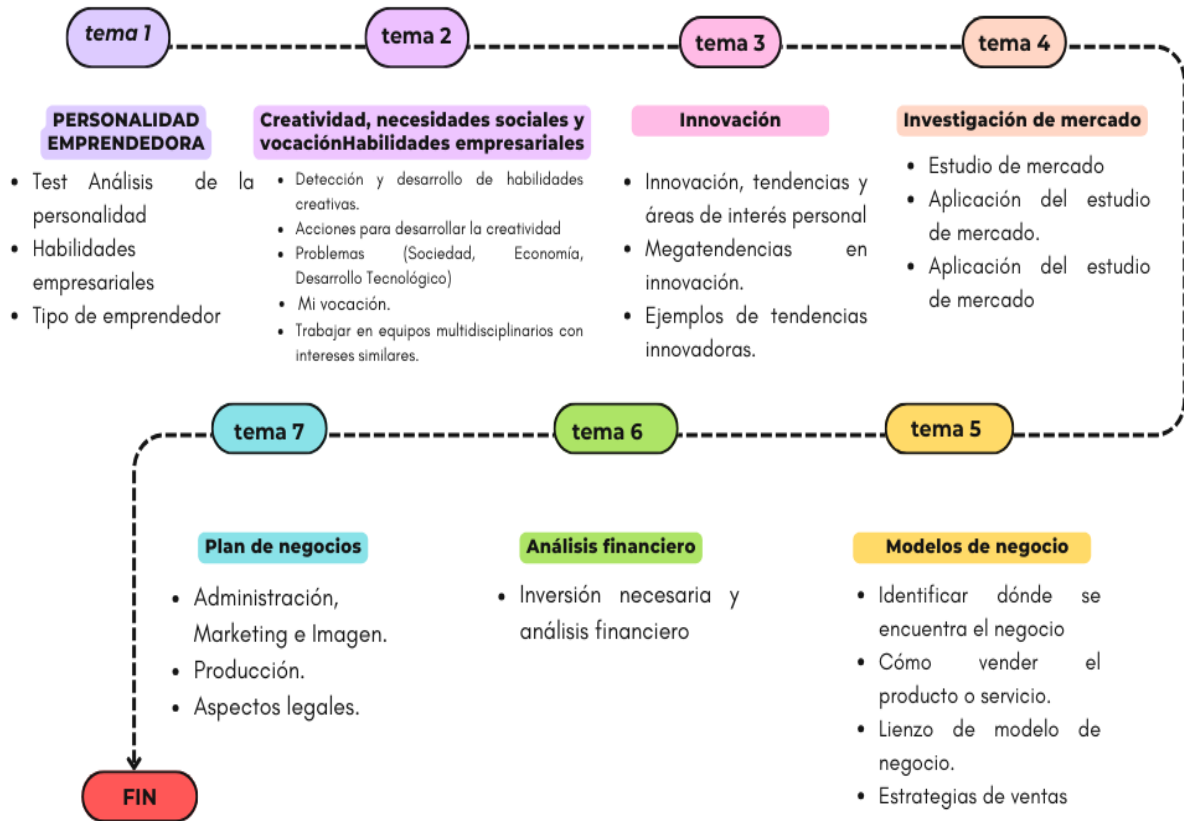 tema 1
tema 2
tema 3
tema 4
PERSONALIDAD
EMPRENDEDORA
• Test Análisis de la
personalidad
• Habilidades
empresariales
• Tipo de emprendedor
Creatividad, necesidades sociales y
vocaciónHabilidades empresariales
• Detección y desarrollo de habilidades
creativas.
• Acciones para desarrollar la creatividad
• Problemas (Sociedad, Economía,
Desarrollo Tecnológico)
• Mi vocación.
• Trabajar en equipos multidisciplinarios con
intereses similares.
Innovación
• Innovación, tendencias y
áreas de interés personal
• Megatendencias en
innovación.
• Ejemplos de tendencias
innovadoras.
Investigación de mercado
• Estudio de mercado
• Aplicación del estudio
de mercado.
• Aplicación del estudio
de mercado
tema 5
Modelos de negocio
• Identificar dónde se
encuentra el negocio
• Cómo vender el
producto o servicio.
• Lienzo de modelo de
negocio.
• Estrategias de ventas
tema 6
Análisis financiero
• Inversión necesaria y
análisis financiero
tema 7
Plan de negocios
• Administración,
Marketing e Imagen.
• Producción.
• Aspectos legales.
FIN